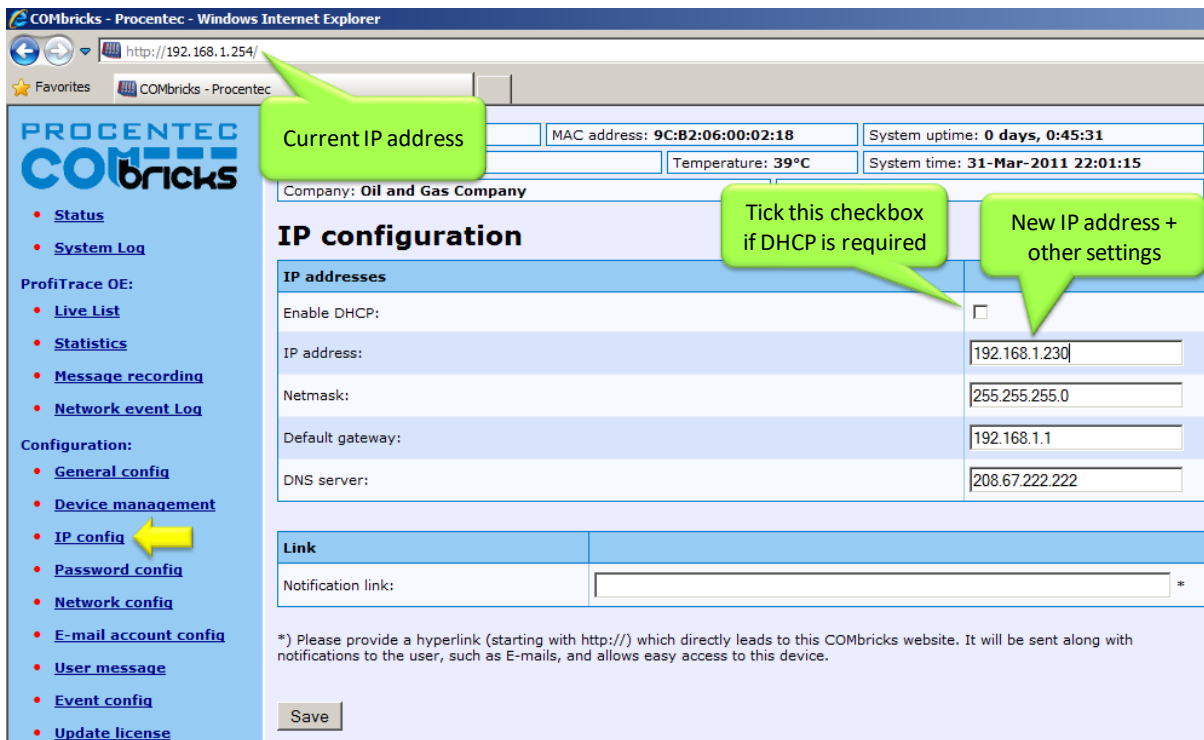 COMbricks - Procentec - Windows Internet Explorer
http://192.168.1.254/
Favorites
COMbricks - Procentec
Current IP address
MAC address: 9C:B2:06:00:02:18
System uptime: 0 days, 0:45:31
Temperature: 39°C
System time: 31-Mar-2011 22:01:15
Company: Oil and Gas Company
PROCENTEC
COMbricks
Status
System Log
ProfiTrace OE:
Live List
Statistics
Message recording
Network event Log
Configuration:
General config
Device management
IP config
Password config
Network config
E-mail account config
User message
Event config
Update license
Tick this checkbox
if DHCP is required
New IP address +
other settings
IP configuration
IP addresses
Enable DHCP:
IP address:
192.168.1.230
Netmask:
255.255.255.0
Default gateway:
192.168.1.1
DNS server:
208.67.222.222
Link
Notification link:
*
*) Please provide a hyperlink (starting with http://) which directly leads to this COMbricks website. It will be sent along with
notifications to the user, such as E-mails, and allows easy access to this device.
Save